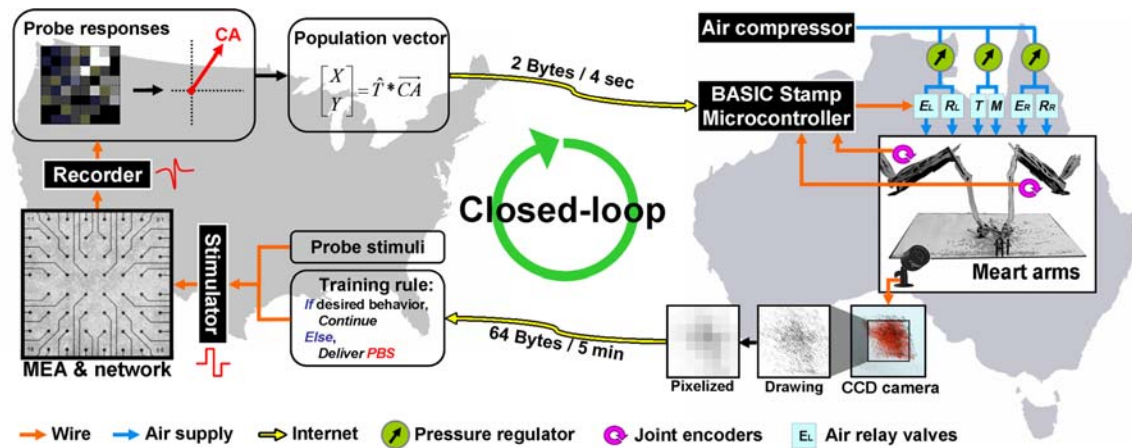 Probe responses
CA
Population vector
[X Y] = T̂ * CA
2 Bytes / 4 sec
Air compressor
BASIC Stamp
Microcontroller
EL RL T M ER RR
Recorder
Closed-loop
Meart arms
Stimulator
Probe stimuli
Training rule:
If desired behavior,
Continue
Else,
Deliver PBS
64 Bytes / 5 min
MEA & network
Pixelized
Drawing
CCD camera
Wire
Air supply
Internet
Pressure regulator
Joint encoders
EL
Air relay valves